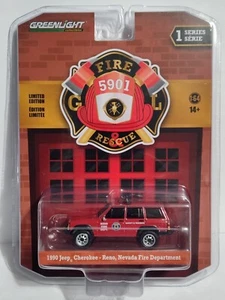 GREENLIGHT
1 SERIES
SÉRIE
FIRE
5901
LIMITED
EDITION
ÉDITION
LIMITÉE
G L
1:64
14+
&
RESCUE
1990 Jeep Cherokee - Reno, Nevada Fire Department